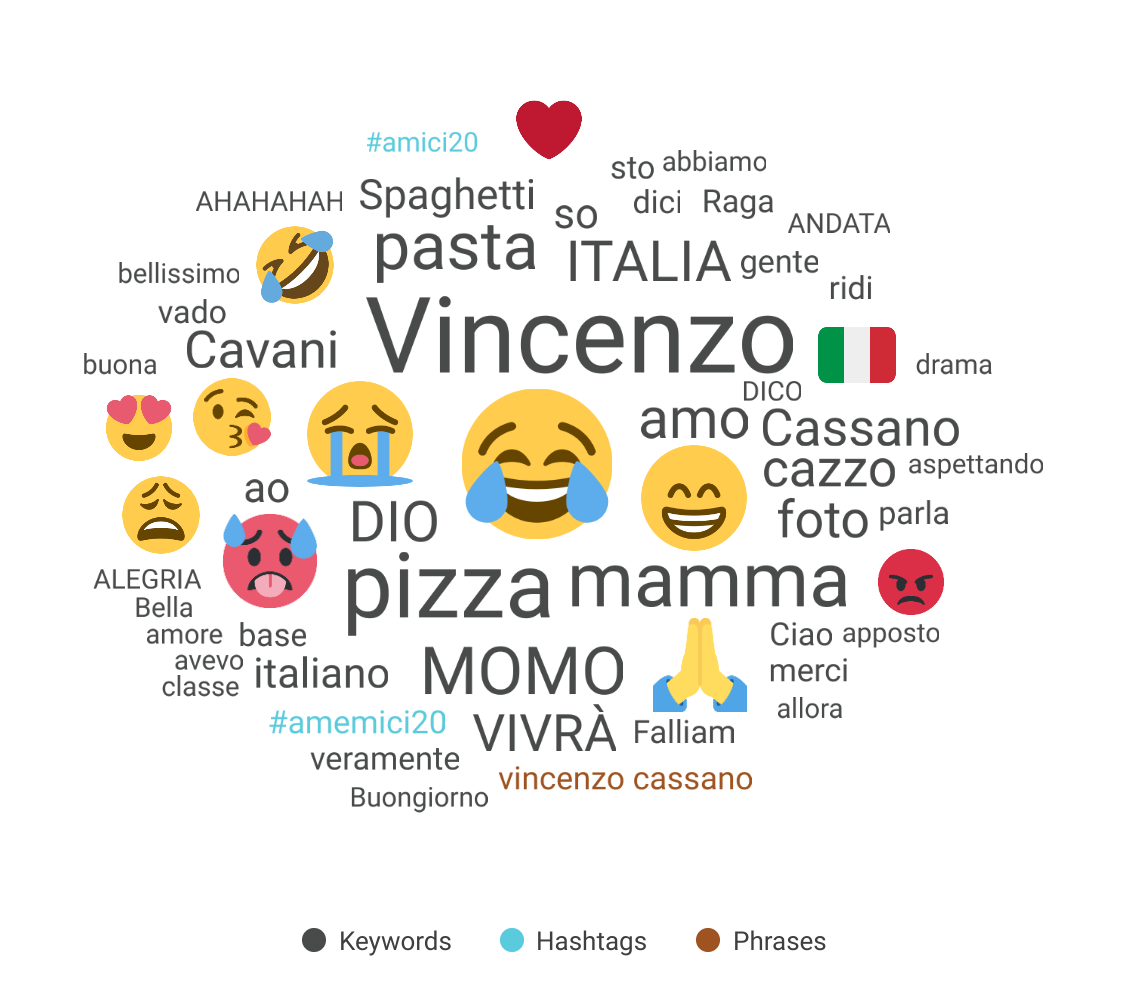 #amici20
sto abbiamo
AHAHAHAH Spaghetti so dici Raga
ANDATA
pasta ITALIA gente
bellissimo
ridi
vado
Vincenzo
Cavani
buona
drama
DICO
amo Cassano
cazzo aspettando
ao
DIO
foto parla
ALEGRIA
pizza mamma
Bella
amore base
Ciao apposto
avevo
classe italiano
MOMO
merci
allora
#amemici20
VIVRÀ Falliam
veramente
vincenzo cassano
Buongiorno
Keywords Hashtags Phrases